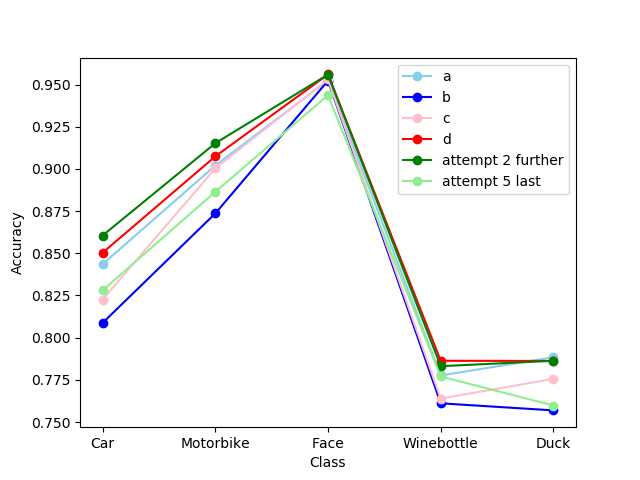 a
b
c
d
attempt 2 further
attempt 5 last
Accuracy
0.950
0.925
0.900
0.875
0.850
0.825
0.800
0.775
0.750
Car Motorbike Face Winebottle Duck
Class